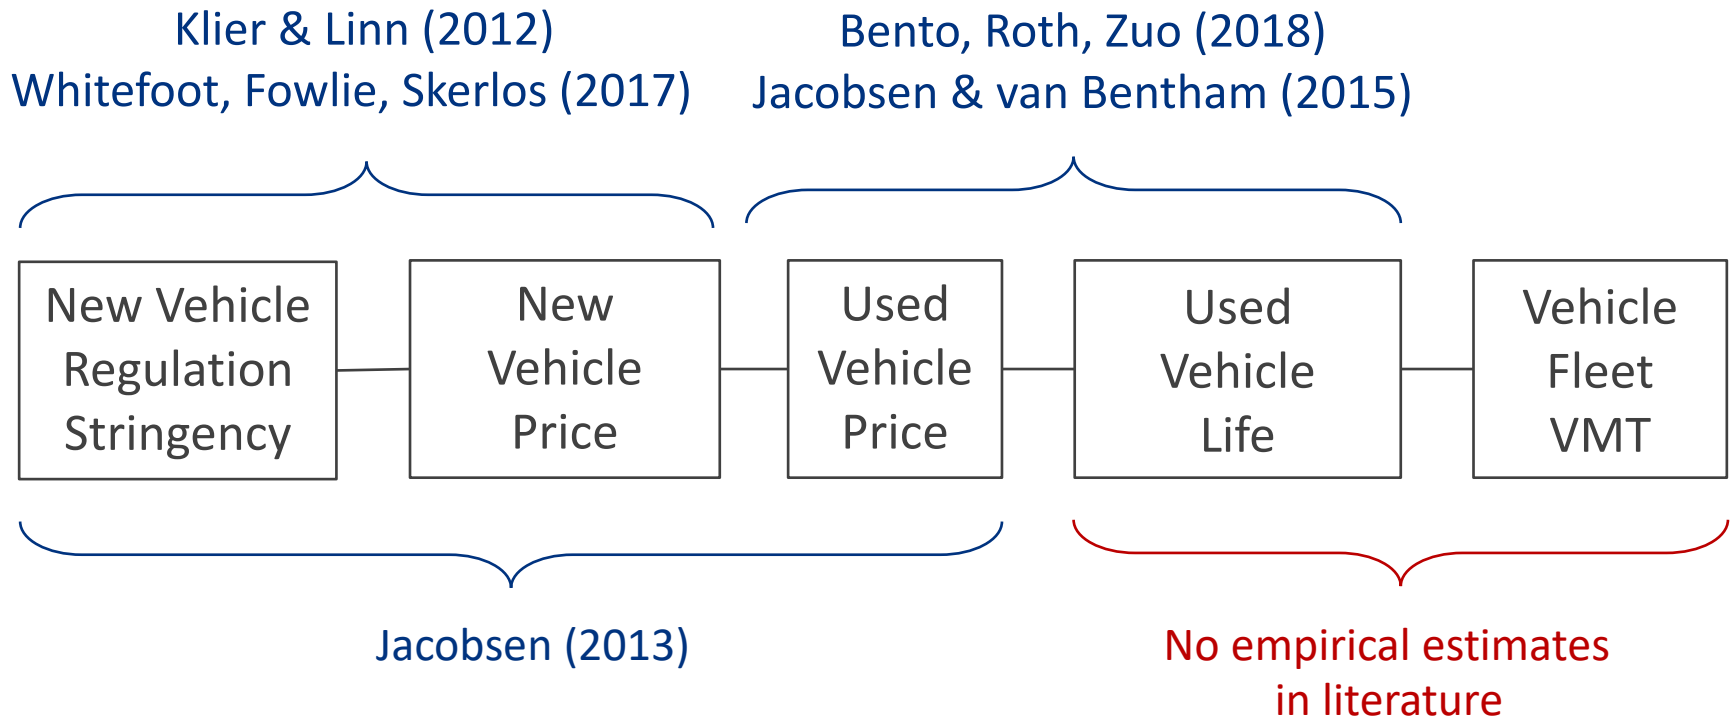 Klier & Linn (2012)
Whitefoot, Fowlie, Skerlos (2017)
Bento, Roth, Zuo (2018)
Jacobsen & van Bentham (2015)
New Vehicle
Regulation
Stringency
New
Vehicle
Price
Used
Vehicle
Price
Used
Vehicle
Life
Vehicle
Fleet
VMT
Jacobsen (2013)
No empirical estimates
in literature